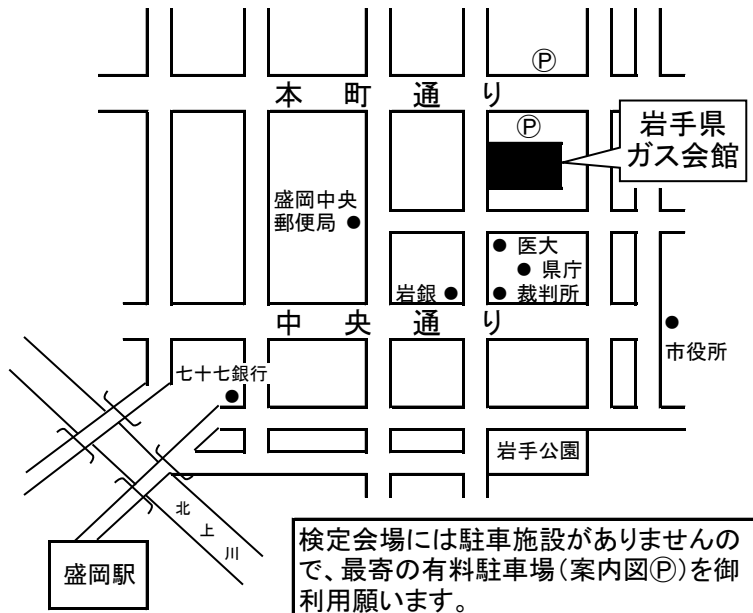 Ⓟ
本町通り
Ⓟ
岩手県
ガス会館
盛岡中央
郵便局
医大
県庁
岩銀
裁判所
中央通り
市役所
七十七銀行
岩手公園
北上川
盛岡駅
検定会場には駐車施設がありませんの
で、最寄の有料駐車場(案内図Ⓟ)を御
利用願います。